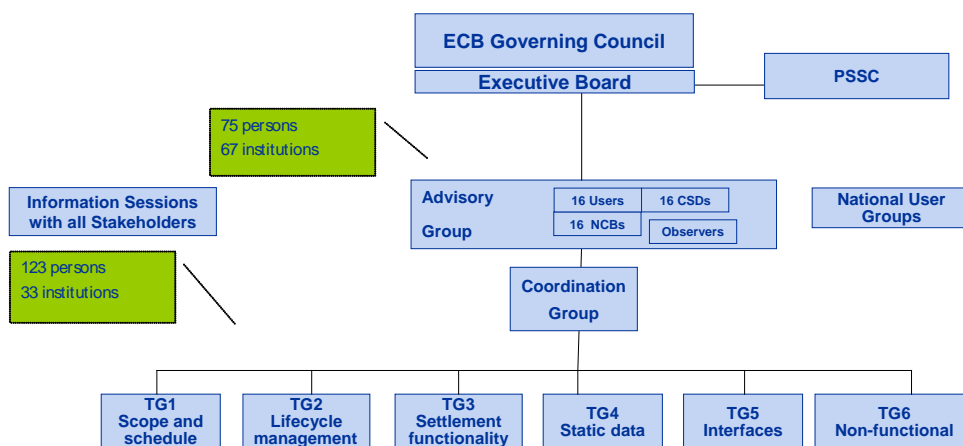 ECB Governing Council
Executive Board
PSSC
75 persons
67 institutions
Information Sessions
with all Stakeholders
Advisory
Group
16 Users
16 CSDs
16 NCBs
Observers
National User
Groups
123 persons
33 institutions
Coordination
Group
TG1
Scope and
schedule
TG2
Lifecycle
management
TG3
Settlement
functionality
TG4
Static data
TG5
Interfaces
TG6
Non-functional